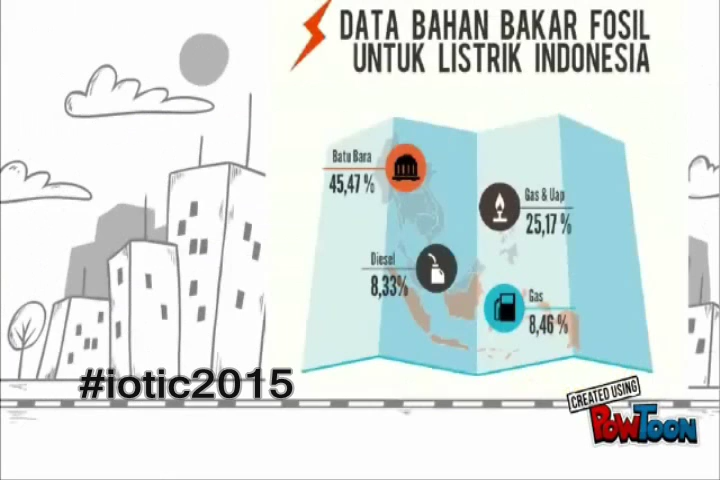 DATA BAHAN BAKAR FOSIL
UNTUK LISTRIK INDONESIA
Batu Bara
45,47 %
Gas & Uap
25,17 %
Diesel
8,33%
Gas
8,46 %
#iotic2015
CREATED USING
POWTOON